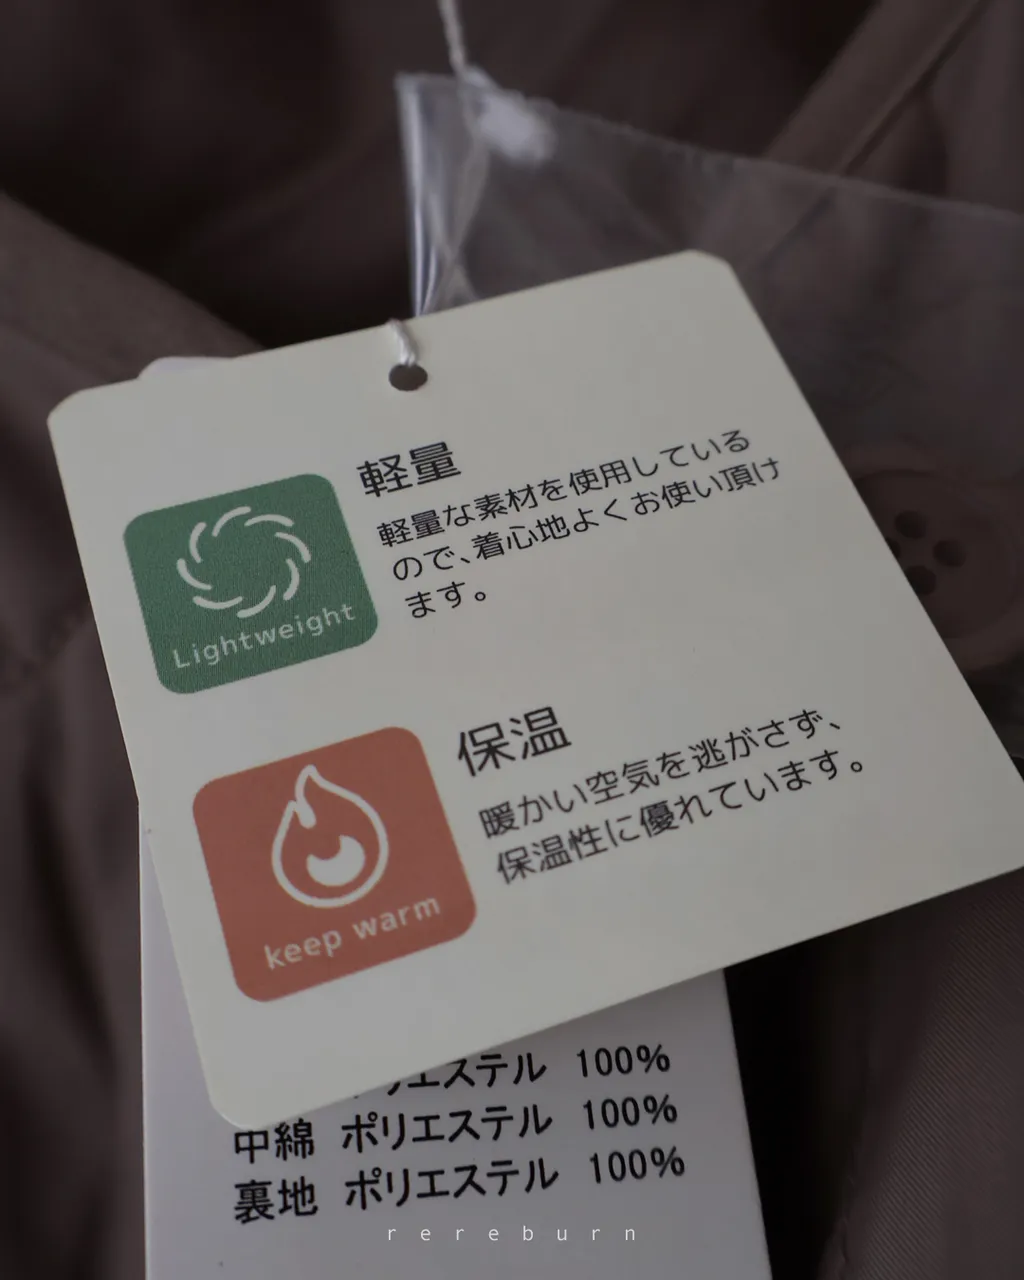 軽量
軽量な素材を使用している
ので、着心地よくお使い頂け
ます。
Lightweight
保温
暖かい空気を逃がさず、
保温性に優れています。
keep warm
ポリエステル 100%
中綿 ポリエステル 100%
裏地 ポリエステル 100%
rereburn